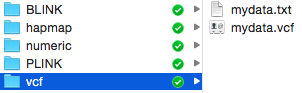 BLINK
hapmap
numeric
PLINK
vcf
mydata.txt
mydata.vcf